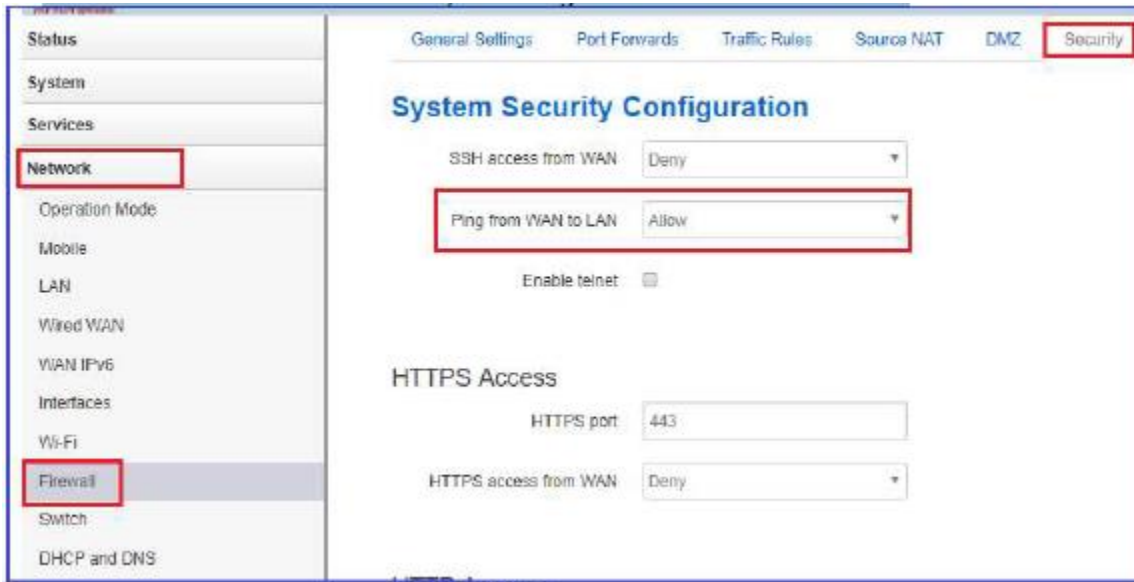 Status
System
Services
Network
Operation Mode
Mobile
LAN
Wired WAN
WAN IPv6
Interfaces
Wi-Fi
Firewall
Switch
DHCP and DNS
General Settings Port Forwards Traffic Rules Source NAT DMZ Security
System Security Configuration
SSH access from WAN Deny
Ping from WAN to LAN Allow
Enable telnet
HTTPS Access
HTTPS port 443
HTTPS access from WAN Deny